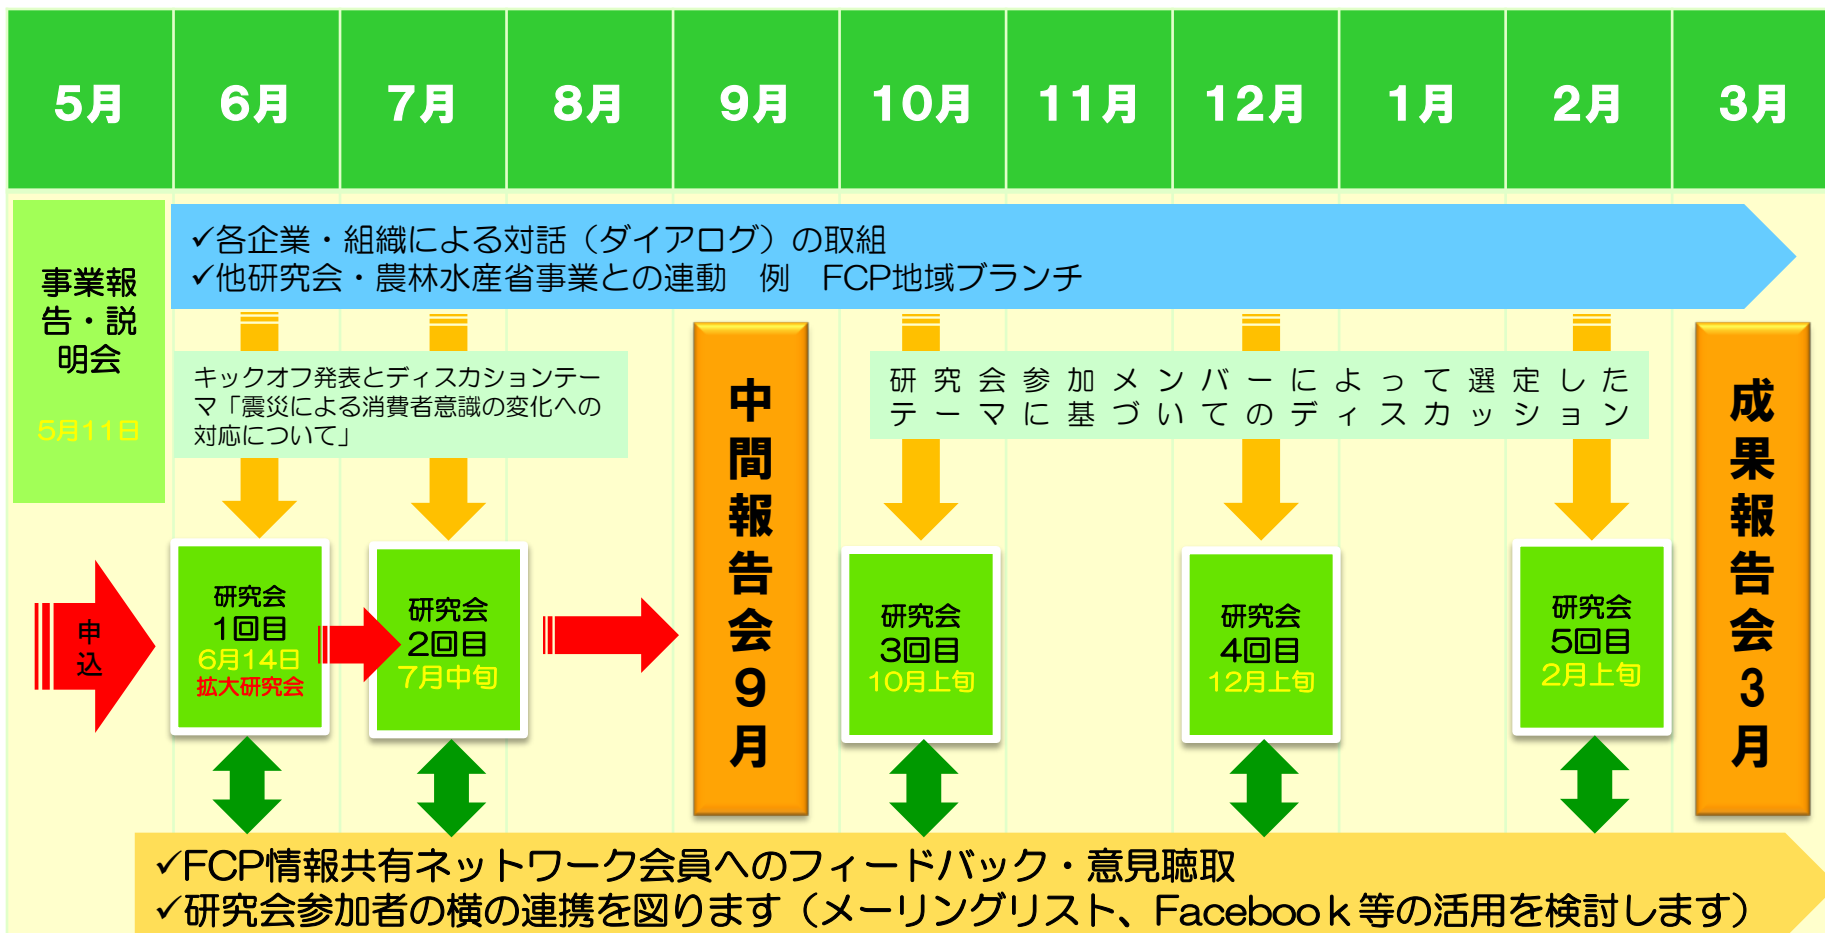 5月 6月 7月 8月 9月 10月 11月 12月 1月 2月 3月
事業報
告・説
明会
5月11日
✓各企業・組織による対話（ダイアログ）の取組
✓他研究会・農林水産省事業との連動　例　FCP地域ブランチ
キックオフ発表とディスカションテー
マ「震災による消費者意識の変化への
対応について」
研究会参加メンバーによって選定した
テーマに基づいてのディスカッション
申
込
研究会
1回目
6月14日
拡大研究会
研究会
2回目
7月中旬
中間報告会9月
研究会
3回目
10月上旬
研究会
4回目
12月上旬
研究会
5回目
2月上旬
成果報告会3月
✓FCP情報共有ネットワーク会員へのフィードバック・意見聴取
✓研究会参加者の横の連携を図ります（メーリングリスト、Facebook等の活用を検討します）